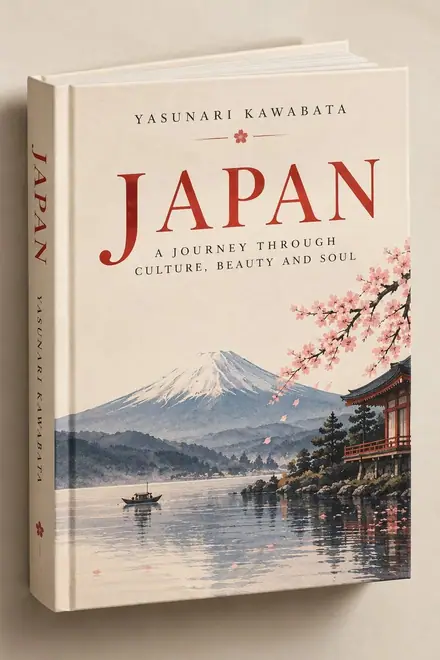 YASUNARI KAWABATA
JAPAN
A JOURNEY THROUGH
CULTURE, BEAUTY AND SOUL
JAPAN
YASUNARI KAWABATA